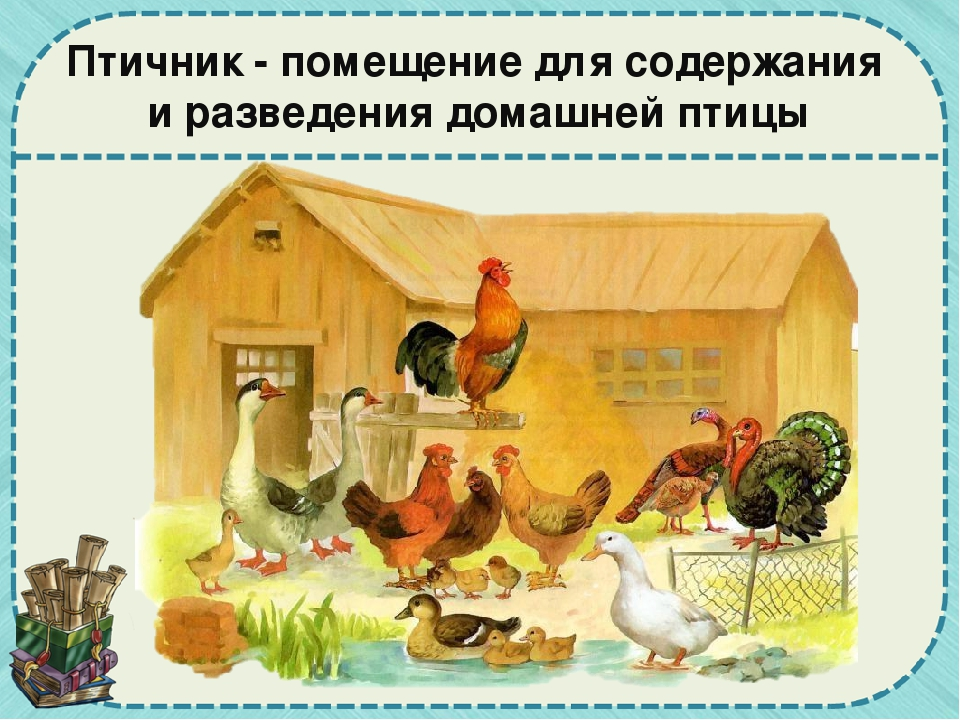 Птичник - помещение для содержания
и разведения домашней птицы